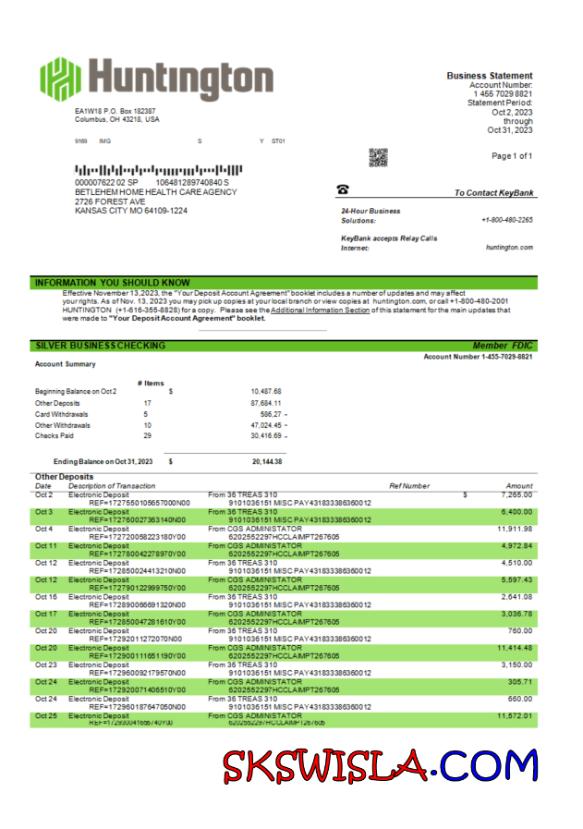 Huntington
Business Statement
Account Number:
1 455 7029 8821
Statement Period:
Oct 2, 2023
through
Oct 31, 2023
EA1W18 P.O. Box 182387
Columbus, OH 43218, USA
9169 IMG S Y ST01
Page 1 of 1
000007622 02 SP 106481289740840 S
BETLEHEM HOME HEALTH CARE AGENCY
2726 FOREST AVE
KANSAS CITY MO 64109-1224
To Contact KeyBank
24-Hour Business
Solutions: +1-800-480-2265
KeyBank accepts Relay Calls
Internet: huntington.com
INFORMATION YOU SHOULD KNOW
Effective November 13,2023, the "Your Deposit Account Agreement" booklet includes a number of updates and may affect
your rights. As of Nov. 13, 2023 you may pick up copies at your local branch or view copies at huntington.com, or call +1-800-480-2001
HUNTINGTON (+1-616-355-8828) for a copy. Please see the Additional Information Section of this statement for the main updates that
were made to "Your Deposit Account Agreement" booklet.
SILVER BUSINESS CHECKING Member FDIC
Account Number 1-455-7029-8821
Account Summary
# Items
Beginning Balance on Oct 2 $ 10,487.68
Other Deposits 17 87,684.11
Card Withdrawals 5 586,27 -
Other Withdrawals 10 47,024.45 -
Checks Paid 29 30,416.69 -
Ending Balance on Oct 31, 2023 $ 20,144.38
Other Deposits
Date Description of Transaction Ref Number Amount
Oct 2 Electronic Deposit From 36 TREAS 310 $ 7,265.00
REF=1727550105657000N00 9101036151 MISC PAY431833386360012
Oct 3 Electronic Deposit From 36 TREAS 310 6,400.00
REF=172760027363140N00 9101036151 MISC PAY431833386360012
Oct 4 Electronic Deposit From CGS ADMINISTATOR 11,911.98
REF=172720058223180Y00 6202552297HCCLAIMPT267605
Oct 11 Electronic Deposit From CGS ADMINISTATOR 4,972.84
REF=172780042278970Y00 6202552297HCCLAIMPT267605
Oct 12 Electronic Deposit From 36 TREAS 310 4,510.00
REF=172850024413210N00 9101036151 MISC PAY431833386360012
Oct 12 Electronic Deposit From CGS ADMINISTATOR 5,597.43
REF=172790122999750Y00 6202552297HCCLAIMPT267605
Oct 16 Electronic Deposit From 36 TREAS 310 2,641.08
REF=172890066691320N00 9101036151 MISC PAY431833386360012
Oct 17 Electronic Deposit From CGS ADMINISTATOR 3,036.78
REF=172850047281610Y00 6202552297HCCLAIMPT267605
Oct 20 Electronic Deposit From 36 TREAS 310 760.00
REF=17292011272070N00 9101036151 MISC PAY431833386360012
Oct 20 Electronic Deposit From CGS ADMINISTATOR 11,414.48
REF=172900111651190Y00 6202552297HCCLAIMPT267605
Oct 23 Electronic Deposit From 36 TREAS 310 3,150.00
REF=172960092179570N00 9101036151 MISC PAY431833386360012
Oct 24 Electronic Deposit From CGS ADMINISTATOR 305.71
REF=172920071406510Y00 6202552297HCCLAIMPT267605
Oct 24 Electronic Deposit From 36 TREAS 310 660.00
REF=172960187647050N00 9101036151 MISC PAY431833386360012
Oct 25 Electronic Deposit From CGS ADMINISTATOR 11,572.01
REF=172930041666740Y00 6202552297HCCLAIMPT267605
SKSWISLA.COM